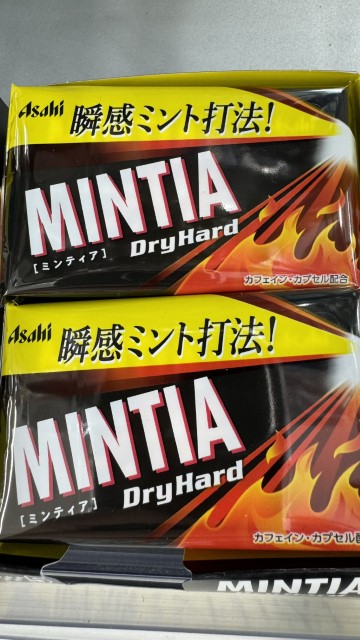 Asahi
瞬感ミント打法!
MINTIA
[ミンティア]
DryHard
カフェイン・カプセル配合
Asahi
瞬感ミント打法!
MINTIA
[ミンティア]
DryHard
カフェイン・カプセル配
MINTIA